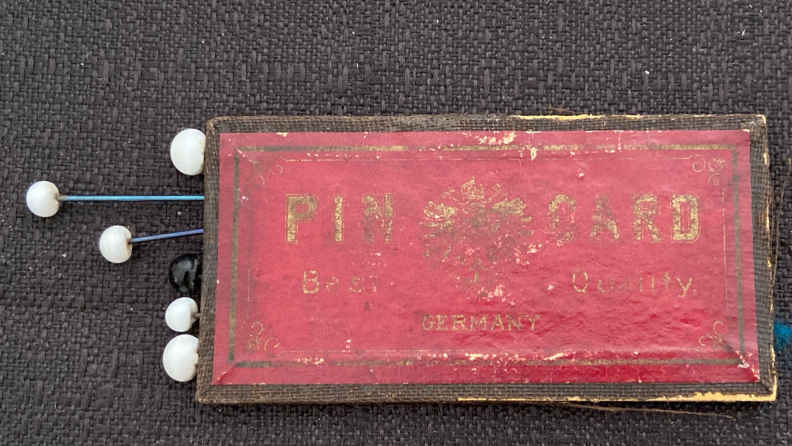 PIN CARD
Best Quality
GERMANY